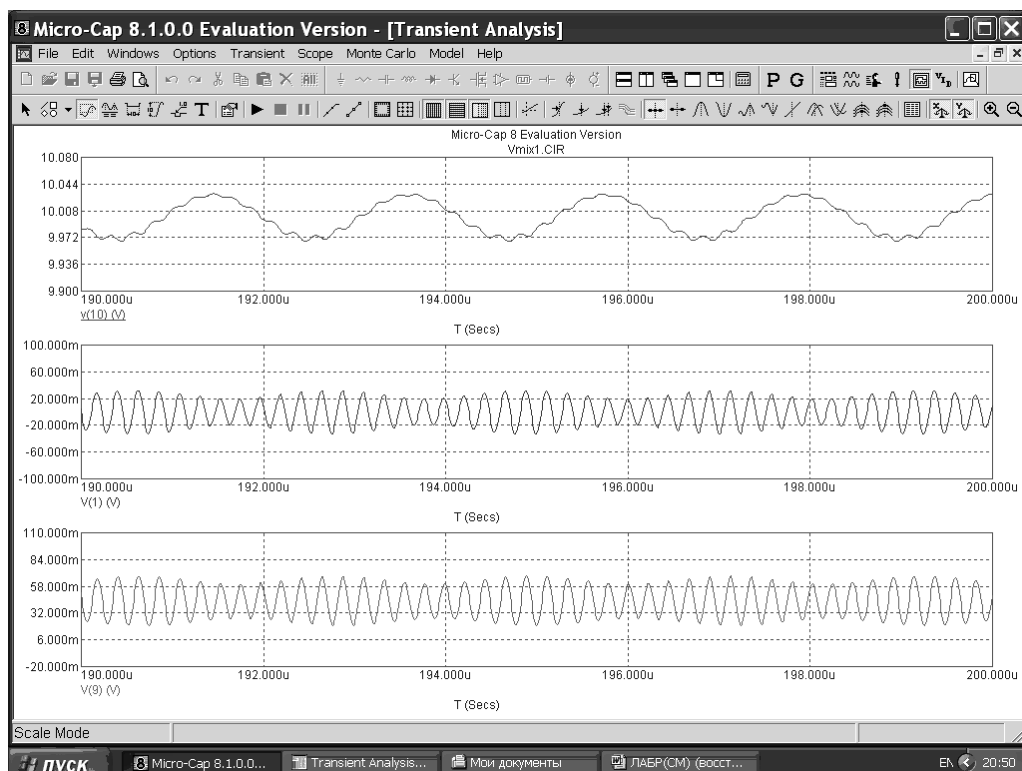 Micro-Cap 8.1.0.0 Evaluation Version - [Transient Analysis]
File Edit Windows Options Transient Scope Monte Carlo Model Help
Micro-Cap 8 Evaluation Version
Vmix1.CIR
10.080
10.044
10.008
9.972
9.936
9.900
190.000u 192.000u 194.000u 196.000u 198.000u 200.000u
v(10) (V)
T (Secs)
100.000m
60.000m
20.000m
-20.000m
-60.000m
-100.000m
190.000u 192.000u 194.000u 196.000u 198.000u 200.000u
V(1) (V)
T (Secs)
110.000m
84.000m
58.000m
32.000m
6.000m
-20.000m
190.000u 192.000u 194.000u 196.000u 198.000u 200.000u
V(9) (V)
T (Secs)
Scale Mode
пуск Micro-Cap 8.1.0.0... Transient Analysis... Мои документы ЛАБР(СМ) (восст... EN 20:50